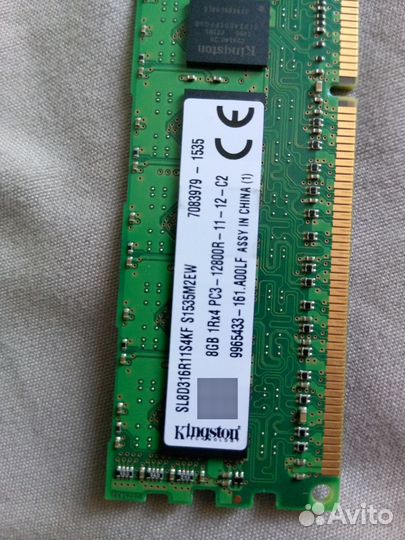 Kingston
7083979 - 1535
CE
SL8D316R11S4KF S1535M2EW
8GB 1Rx4 PC3-12800R-11-12-C2
9965433-161.A00LF ASSY IN CHINA (1)
Kingston
TECHNOLOGY
Avito